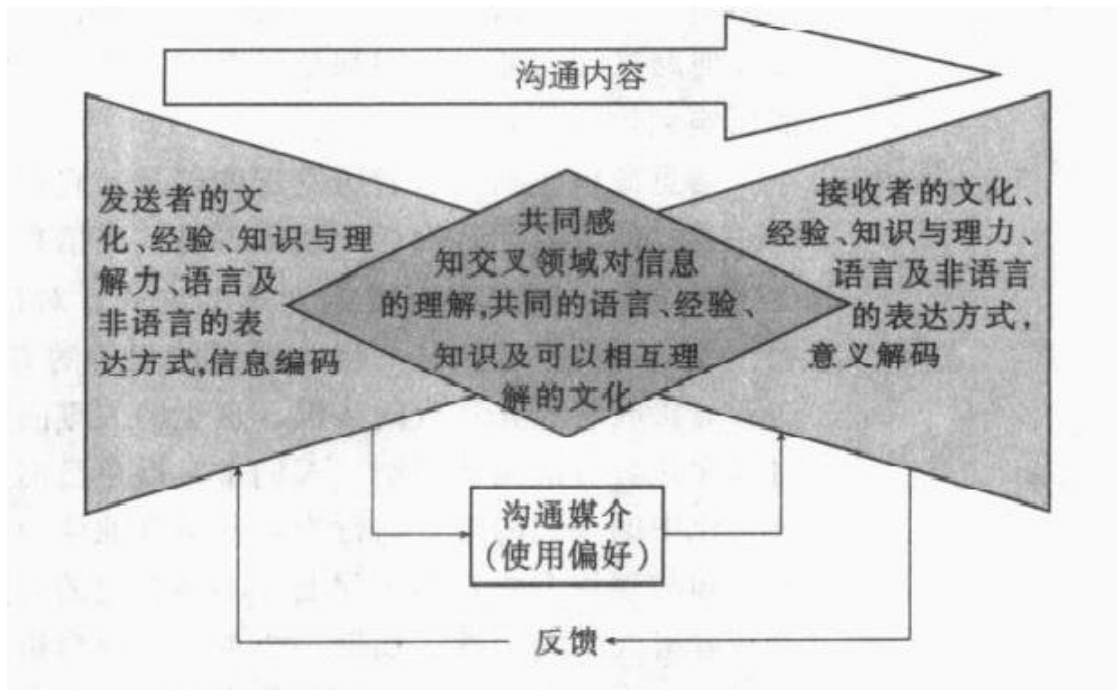 沟通内容
发送者的文
化、经验、知识与理
解力、语言及
非语言的表
达方式,信息编码
共同感
知交叉领域对信息
的理解,共同的语言、经验、
知识及可以相互理
解的文化
接收者的文化、
经验、知识与理力、
语言及非语言
的表达方式,
意义解码
沟通媒介
(使用偏好)
反馈